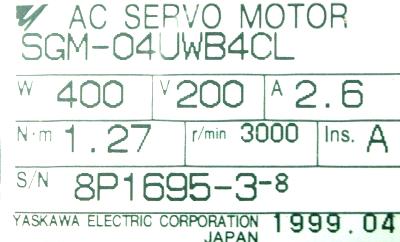 AC SERVO MOTOR
SGM-04UWB4CL
W 400 V 200 A 2.6
N·m 1.27 r/min 3000 Ins. A
S/N 8P1695-3-8
YASKAWA ELECTRIC CORPORATION 1999.04
JAPAN